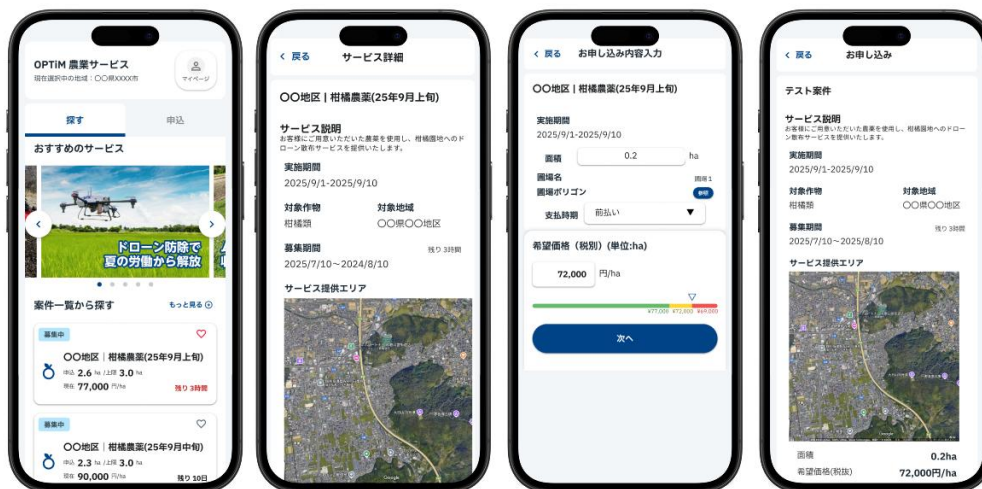 OPTiM 農業サービス
現在選択中の地域：〇〇県XXXX市
マイページ
探す
申込
おすすめのサービス
ドローン防除で
夏の労働から解放
案件一覧から探す
もっと見る
募集中
〇〇地区｜柑橘農薬(25年9月上旬)
申込 2.6 ha /上限 3.0 ha
現在 77,000 円/ha
残り 3時間
募集中
〇〇地区｜柑橘農薬(25年9月中旬)
申込 2.3 ha /上限 3.0 ha
現在 90,000 円/ha
残り 10日
戻る
サービス詳細
〇〇地区 | 柑橘農薬(25年9月上旬)
サービス説明
お客様にご用意いただいた農薬を使用し、柑橘園地へのド
ローン散布サービスを提供いたします。
実施期間
2025/9/1-2025/9/10
対象作物
対象地域
柑橘類
〇〇県〇〇地区
募集期間
残り 3時間
2025/7/10~2024/8/10
サービス提供エリア
Google
戻る
お申し込み内容入力
〇〇地区 | 柑橘農薬(25年9月上旬)
実施期間
2025/9/1-2025/9/10
面積
0.2
ha
圃場名
圃場1
圃場ポリゴン
支払時期
前払い
希望価格（税別）(単位:ha)
72,000
円/ha
¥77,000
¥72,000
¥69,000
次へ
戻る
お申し込み
テスト案件
サービス説明
お客様にご用意いただいた農薬を使用し、柑橘園地へのドロー
ン散布サービスを提供いたします。
実施期間
2025/9/1-2025/9/10
対象作物
対象地域
柑橘類
〇〇県〇〇地区
募集期間
残り 3時間
2025/7/10~2025/8/10
サービス提供エリア
面積
0.2ha
希望価格(税抜)
72,000円/ha